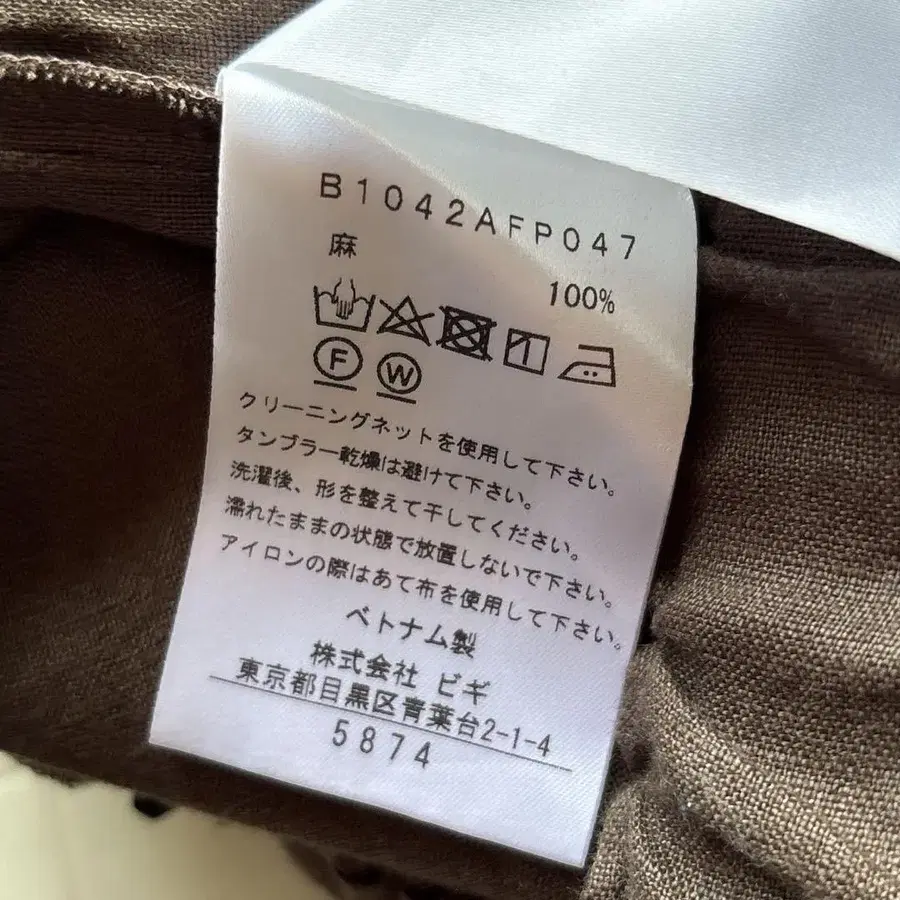 B1042AFP047
麻
100%
F W
クリーニングネットを使用して下さい。
タンブラー乾燥は避けて下さい。
洗濯後、形を整えて干してください。
濡れたままの状態で放置しないで下さい。
アイロンの際はあて布を使用して下さい。
ベトナム製
株式会社 ビギ
東京都目黒区青葉台2-1-4
5874